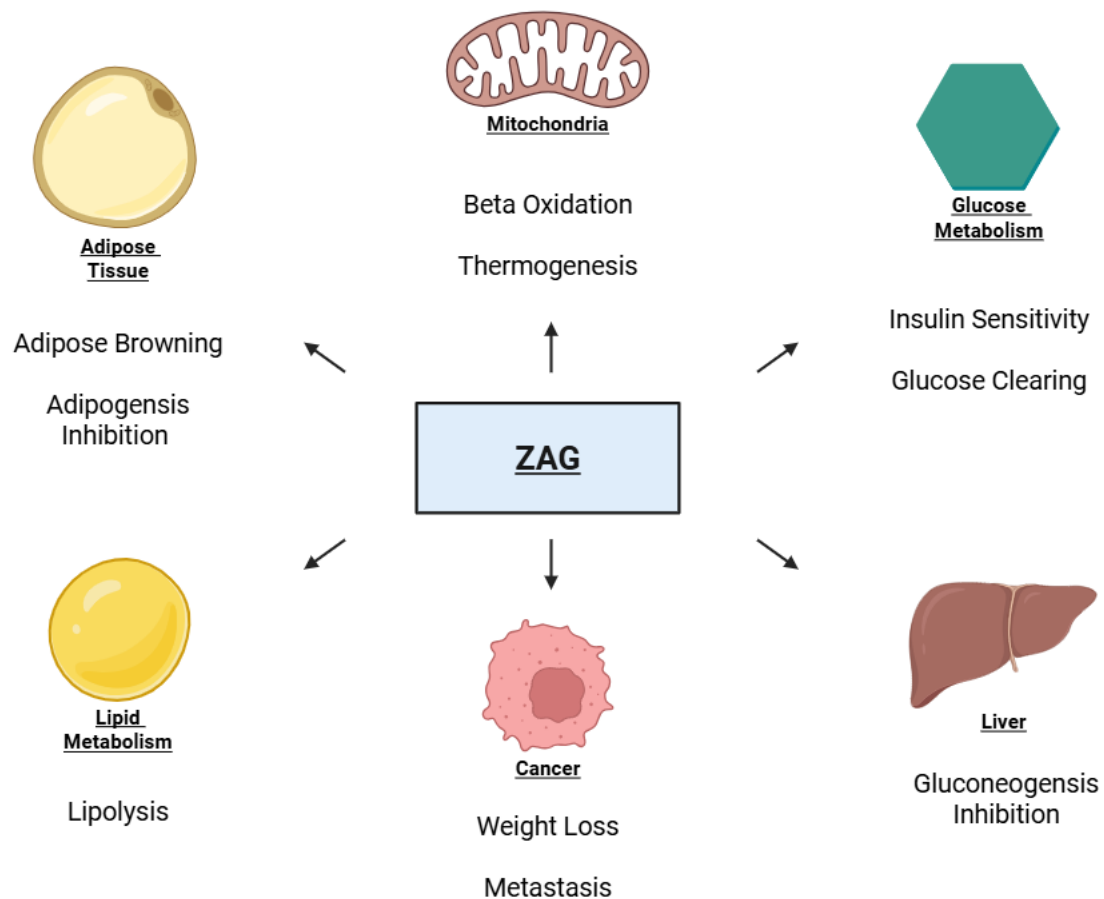 Mitochondria
Beta Oxidation
Thermogenesis
Adipose
Tissue
Adipose Browning
Adipogensis
Inhibition
Glucose
Metabolism
Insulin Sensitivity
Glucose Clearing
ZAG
Lipid
Metabolism
Lipolysis
Cancer
Weight Loss
Metastasis
Liver
Gluconeogensis
Inhibition